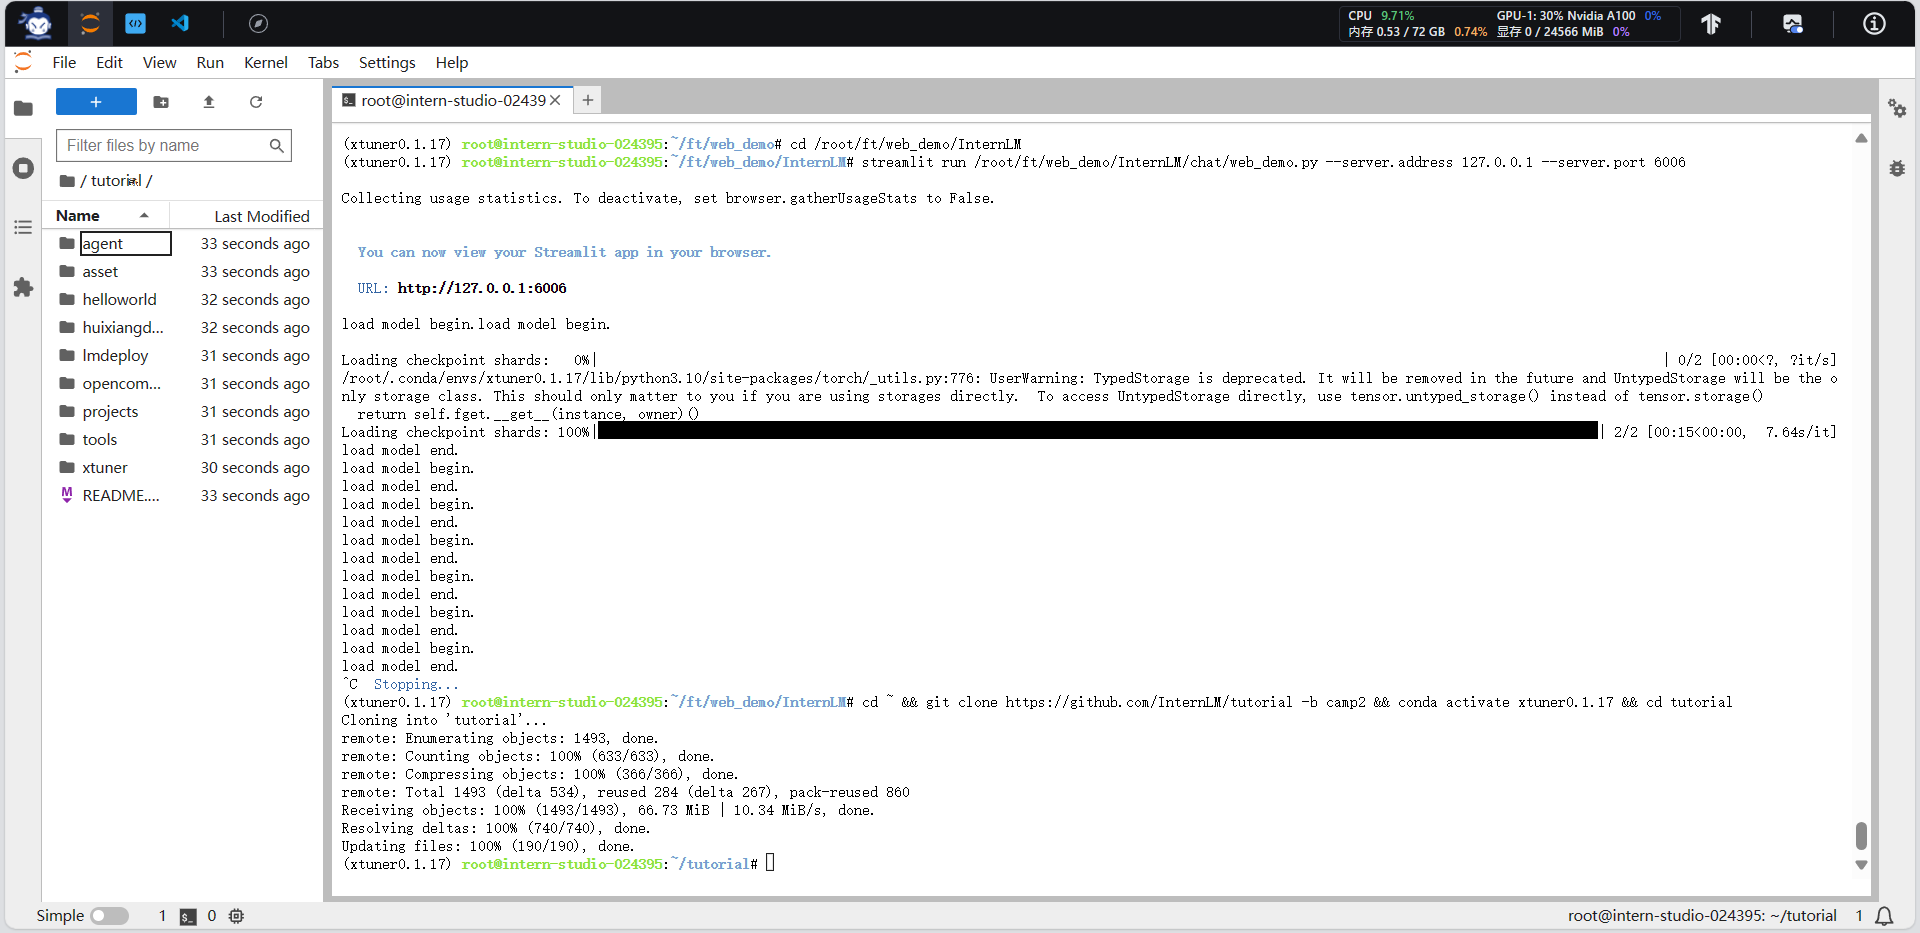 CPU 9.71% GPU-1: 30% Nvidia A100 0%
内存 0.53 / 72 GB 0.74% 显存 0 / 24566 MiB 0%
File Edit View Run Kernel Tabs Settings Help
root@intern-studio-02439
Filter files by name
/ tutorial /
Name Last Modified
agent 33 seconds ago
asset 33 seconds ago
helloworld 32 seconds ago
huixiangd... 32 seconds ago
lmdeploy 31 seconds ago
opencom... 31 seconds ago
projects 31 seconds ago
tools 31 seconds ago
xtuner 30 seconds ago
README.... 33 seconds ago
(xtuner0.1.17) root@intern-studio-024395:~/ft/web_demo# cd /root/ft/web_demo/InternLM
(xtuner0.1.17) root@intern-studio-024395:~/ft/web_demo/InternLM# streamlit run /root/ft/web_demo/InternLM/chat/web_demo.py --server.address 127.0.0.1 --server.port 6006
Collecting usage statistics. To deactivate, set browser.gatherUsageStats to False.
You can now view your Streamlit app in your browser.
URL: http://127.0.0.1:6006
load model begin.load model begin.
Loading checkpoint shards: 0%| | 0/2 [00:00<?, ?it/s]
/root/.conda/envs/xtuner0.1.17/lib/python3.10/site-packages/torch/_utils.py:776: UserWarning: TypedStorage is deprecated. It will be removed in the future and UntypedStorage will be the o
nly storage class. This should only matter to you if you are using storages directly. To access UntypedStorage directly, use tensor.untyped_storage() instead of tensor.storage()
return self.fget.__get__(instance, owner)()
Loading checkpoint shards: 100%| | 2/2 [00:15<00:00, 7.64s/it]
load model end.
load model begin.
load model end.
load model begin.
load model end.
load model begin.
load model end.
load model begin.
load model end.
load model begin.
load model end.
load model begin.
load model end.
^C Stopping...
(xtuner0.1.17) root@intern-studio-024395:~/ft/web_demo/InternLM# cd ~ && git clone https://github.com/InternLM/tutorial -b camp2 && conda activate xtuner0.1.17 && cd tutorial
Cloning into 'tutorial'...
remote: Enumerating objects: 1493, done.
remote: Counting objects: 100% (633/633), done.
remote: Compressing objects: 100% (366/366), done.
remote: Total 1493 (delta 534), reused 284 (delta 267), pack-reused 860
Receiving objects: 100% (1493/1493), 66.73 MiB | 10.34 MiB/s, done.
Resolving deltas: 100% (740/740), done.
Updating files: 100% (190/190), done.
(xtuner0.1.17) root@intern-studio-024395:~/tutorial#
Simple 1 0 root@intern-studio-024395: ~/tutorial 1